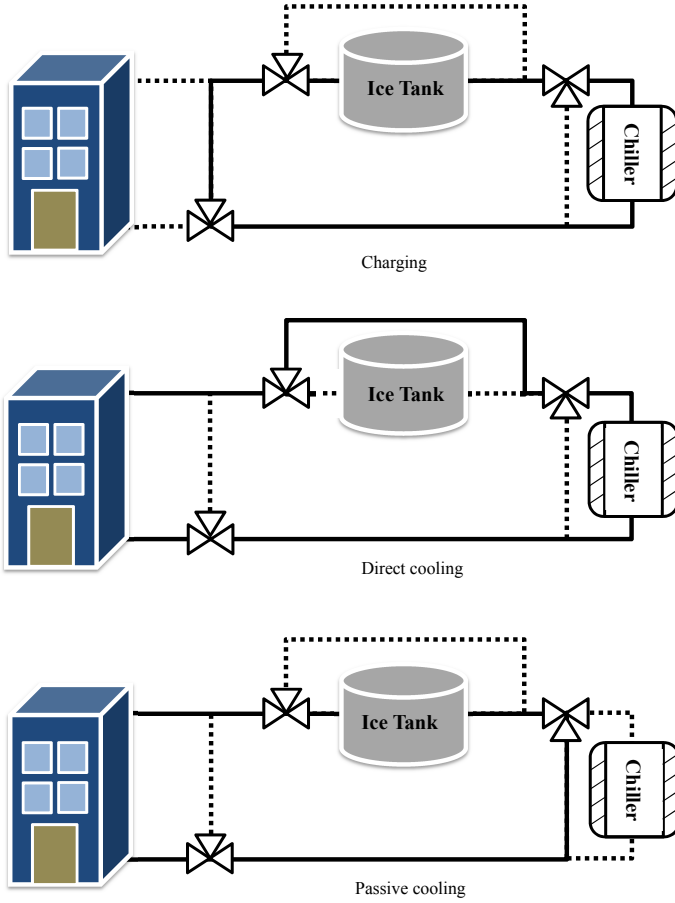 Ice Tank
Chiller
Charging
Ice Tank
Chiller
Direct cooling
Ice Tank
Chiller
Passive cooling